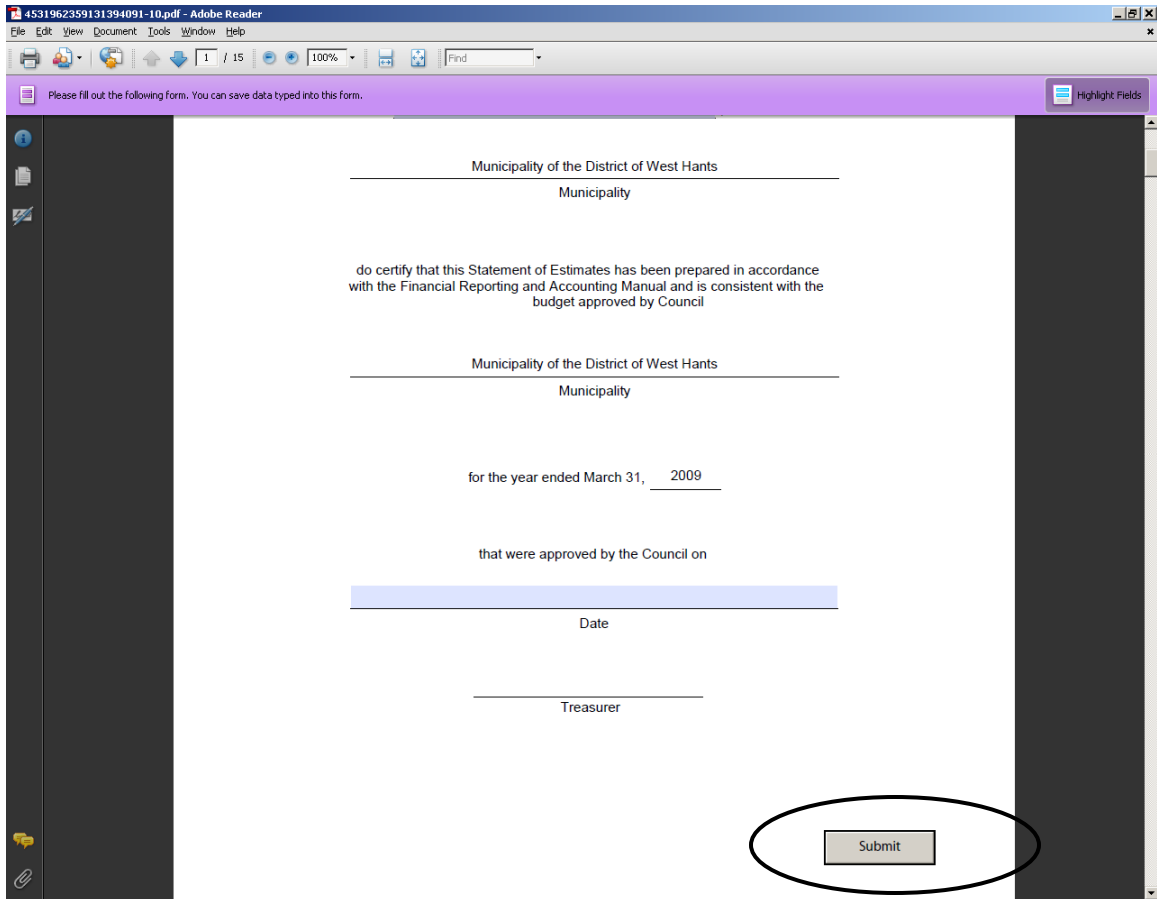 4531962359131394091-10.pdf - Adobe Reader
File Edit View Document Tools Window Help
1 / 15 100% Find
Please fill out the following form. You can save data typed into this form.
Highlight Fields
Municipality of the District of West Hants
Municipality
do certify that this Statement of Estimates has been prepared in accordance
with the Financial Reporting and Accounting Manual and is consistent with the
budget approved by Council
Municipality of the District of West Hants
Municipality
for the year ended March 31, 2009
that were approved by the Council on
Date
Treasurer
Submit